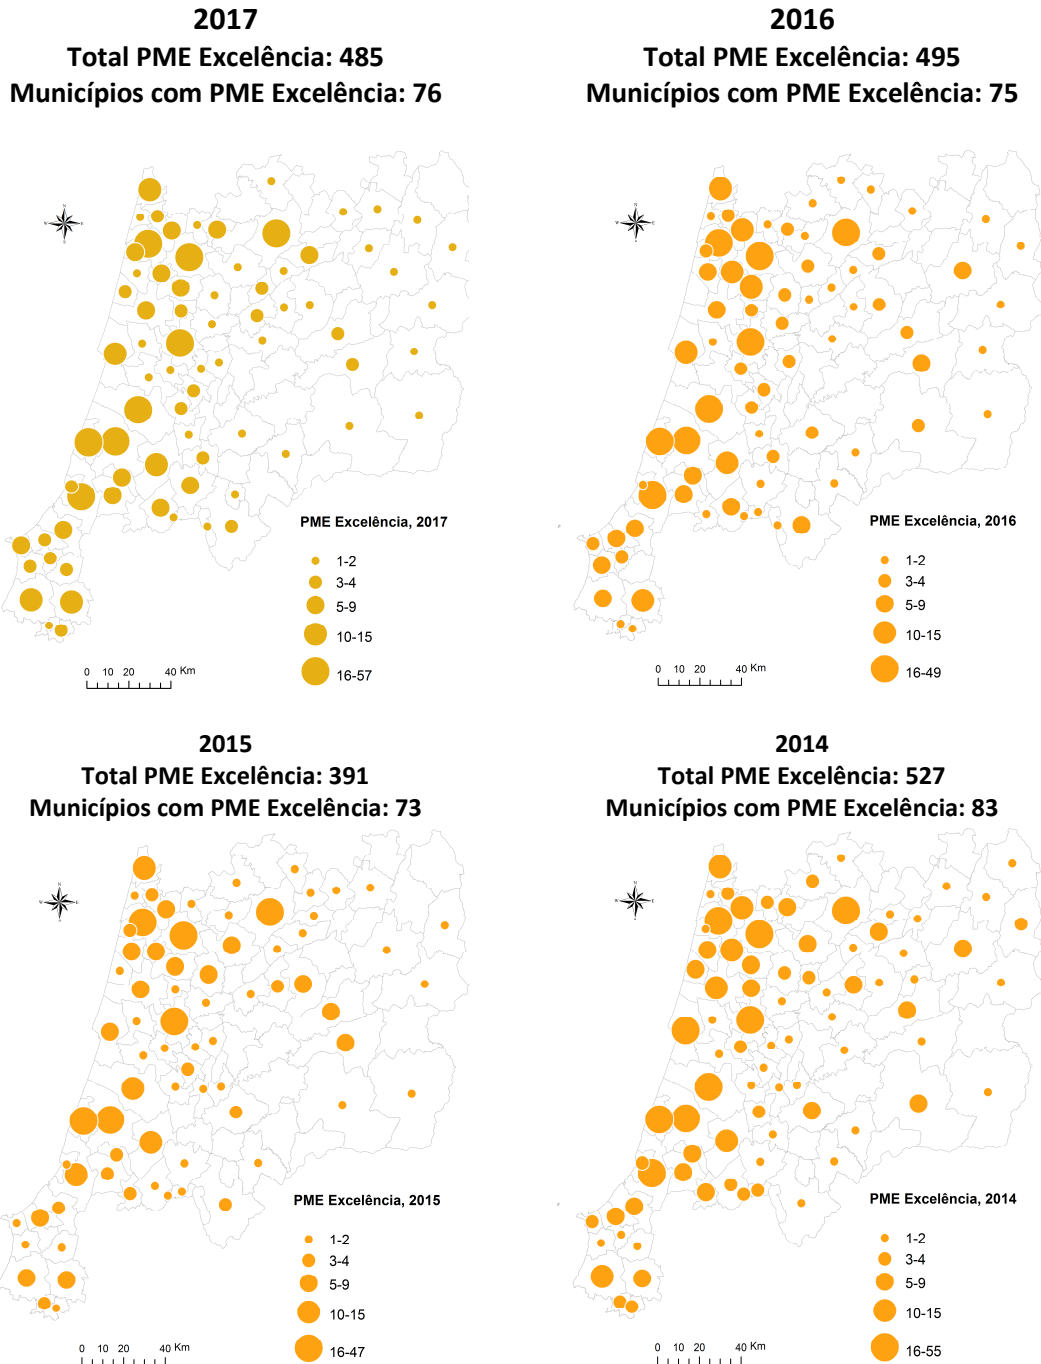 2017
Total PME Excelência: 485
Municípios com PME Excelência: 76
N
W E
S
PME Excelência, 2017
1-2
3-4
5-9
10-15
16-57
0 10 20 40 Km
2016
Total PME Excelência: 495
Municípios com PME Excelência: 75
N
W E
S
PME Excelência, 2016
1-2
3-4
5-9
10-15
16-49
0 10 20 40 Km
2015
Total PME Excelência: 391
Municípios com PME Excelência: 73
N
W E
S
PME Excelência, 2015
1-2
3-4
5-9
10-15
16-47
0 10 20 40 Km
2014
Total PME Excelência: 527
Municípios com PME Excelência: 83
N
W E
S
PME Excelência, 2014
1-2
3-4
5-9
10-15
16-55
0 10 20 40 Km